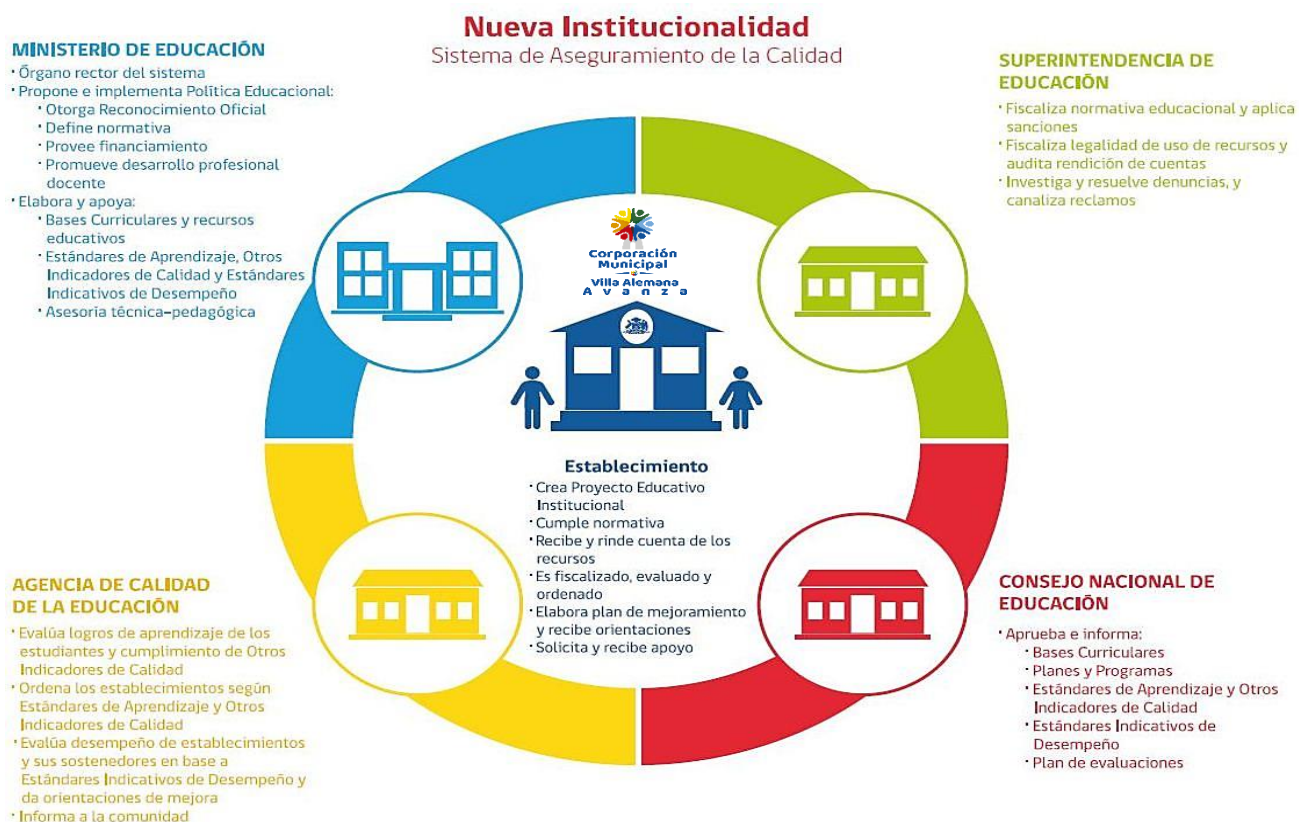 Nueva Institucionalidad
Sistema de Aseguramiento de la Calidad
MINISTERIO DE EDUCACIÓN
· Órgano rector del sistema
· Propone e implementa Política Educacional:
· Otorga Reconocimiento Oficial
· Define normativa
· Provee financiamiento
· Promueve desarrollo profesional
docente
· Elabora y apoya:
· Bases Curriculares y recursos
educativos
· Estándares de Aprendizaje, Otros
Indicadores de Calidad y Estándares
Indicativos de Desempeño
· Asesoría técnica-pedagógica
SUPERINTENDENCIA DE
EDUCACIÓN
· Fiscaliza normativa educacional y aplica
sanciones
· Fiscaliza legalidad de uso de recursos y
audita rendición de cuentas
· Investiga y resuelve denuncias, y
canaliza reclamos
Corporación
Municipal
Villa Alemana
Avanza
Establecimiento
· Crea Proyecto Educativo
Institucional
· Cumple normativa
· Recibe y rinde cuenta de los
recursos
· Es fiscalizado, evaluado y
ordenado
· Elabora plan de mejoramiento
y recibe orientaciones
· Solicita y recibe apoyo
AGENCIA DE CALIDAD
DE LA EDUCACIÓN
· Evalúa logros de aprendizaje de los
estudiantes y cumplimiento de Otros
Indicadores de Calidad
· Ordena los establecimientos según
Estándares de Aprendizaje y Otros
Indicadores de Calidad
· Evalúa desempeño de establecimientos
y sus sostenedores en base a
Estándares Indicativos de Desempeño y
da orientaciones de mejora
· Informa a la comunidad
CONSEJO NACIONAL DE
EDUCACIÓN
· Aprueba e informa:
· Bases Curriculares
· Planes y Programas
· Estándares de Aprendizaje y Otros
Indicadores de Calidad
· Estándares Indicativos de
Desempeño
· Plan de evaluaciones